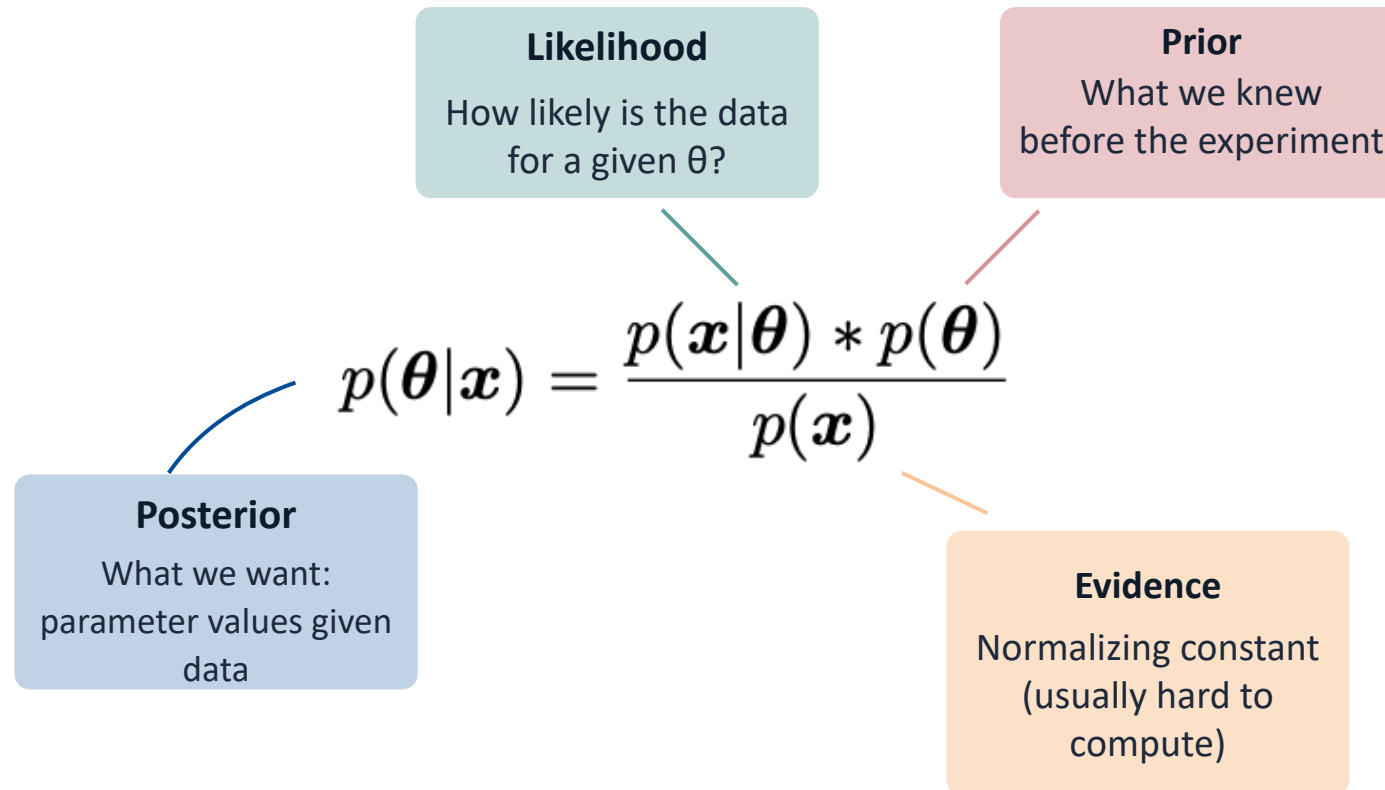 Likelihood
How likely is the data
for a given θ?
Prior
What we knew
before the experiment
p(θ|x) = p(x|θ) * p(θ) / p(x)
Posterior
What we want:
parameter values given
data
Evidence
Normalizing constant
(usually hard to
compute)